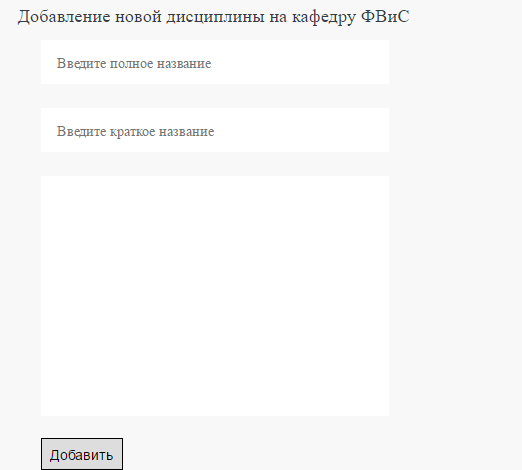 Добавление новой дисциплины на кафедру ФВиС
Введите полное название
Введите краткое название
Добавить